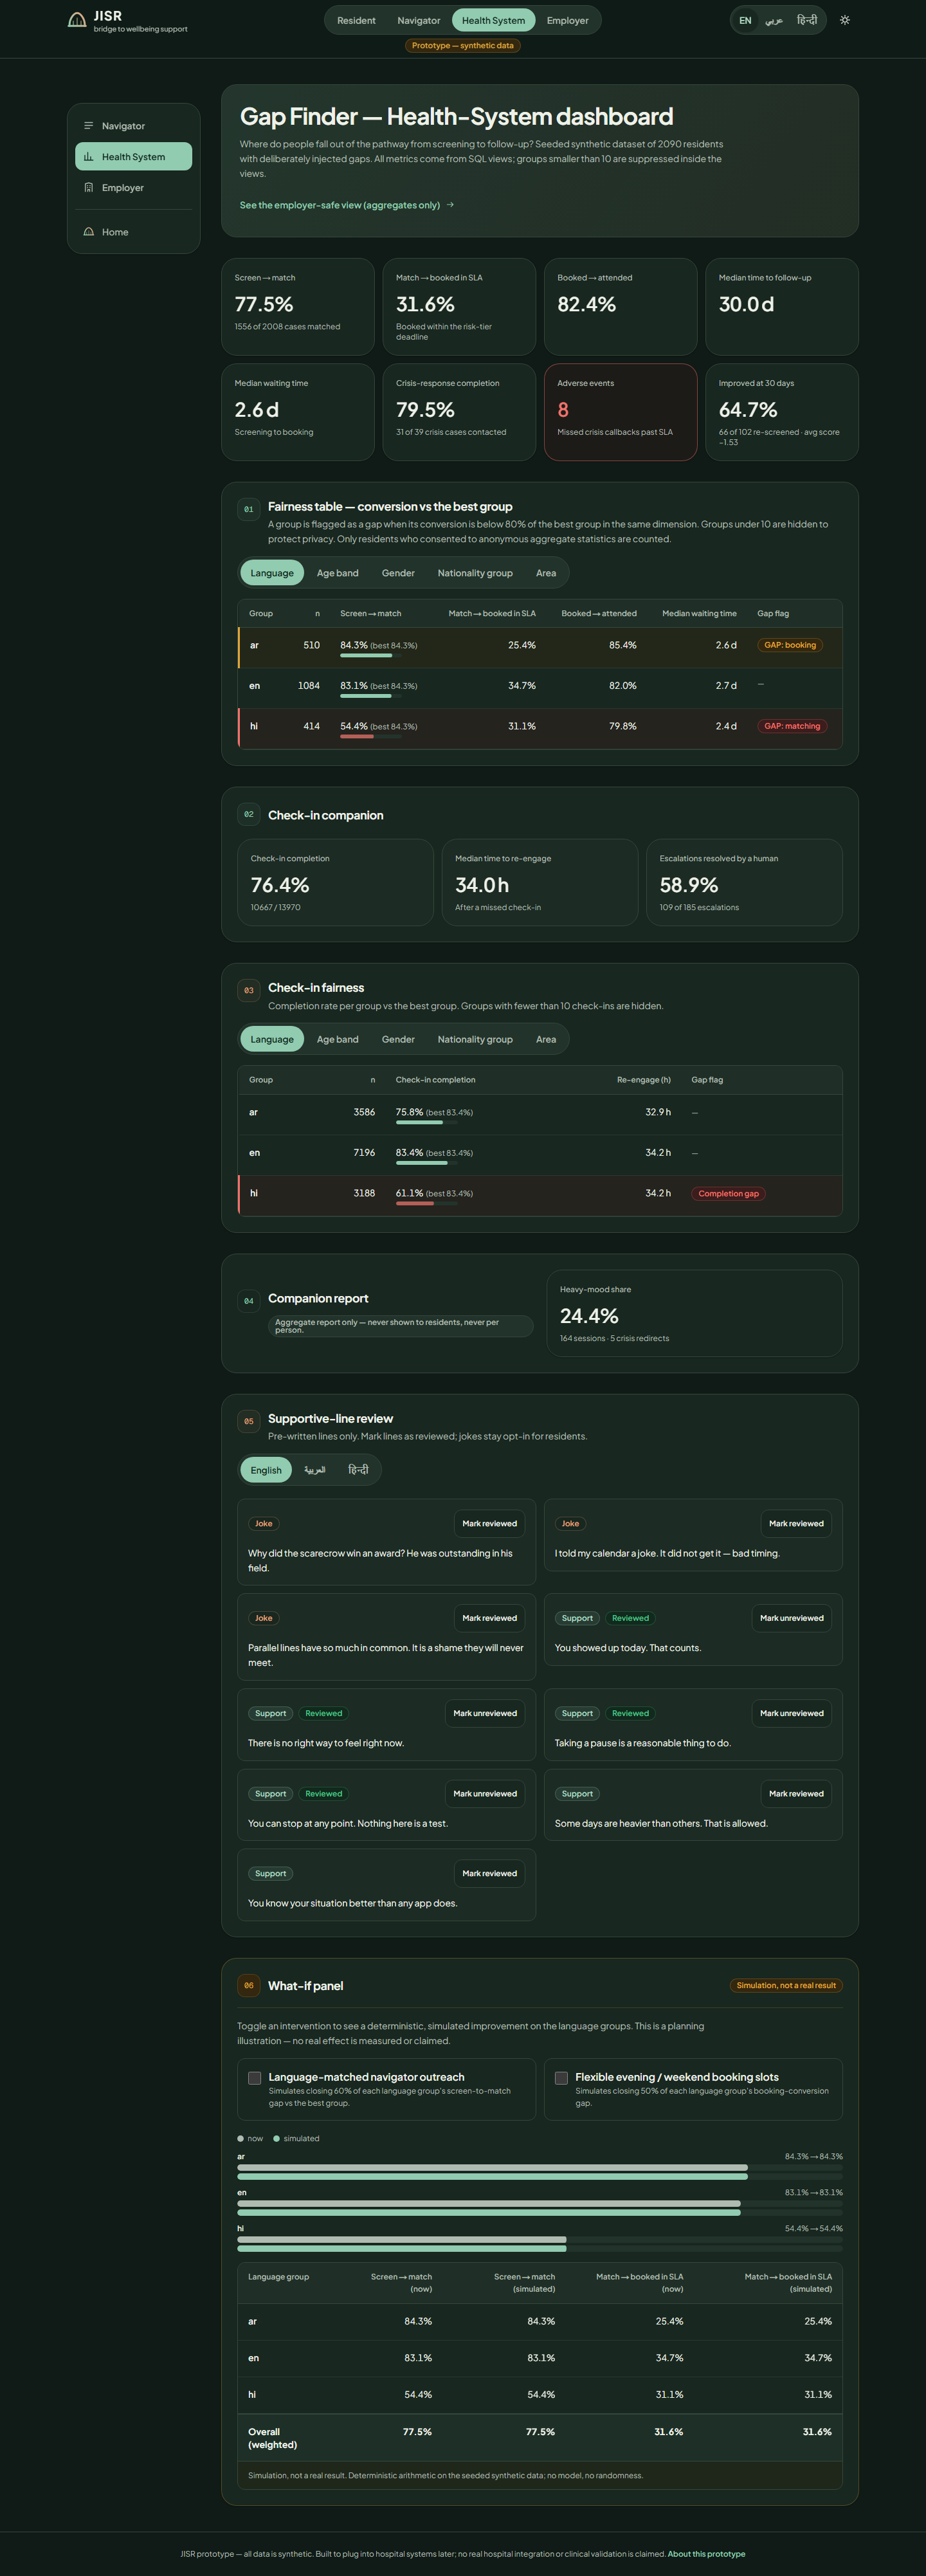 JISR
bridge to wellbeing support
Resident
Navigator
Health System
Employer
Prototype — synthetic data
EN
عربي
हिन्दी
Navigator
Health System
Employer
Home
Gap Finder — Health-System dashboard
Where do people fall out of the pathway from screening to follow-up? Seeded synthetic dataset of 2090 residents
with deliberately injected gaps. All metrics come from SQL views; groups smaller than 10 are suppressed inside the
views.
See the employer-safe view (aggregates only) →
Screen → match
77.5%
1556 of 2008 cases matched
Match → booked in SLA
31.6%
Booked within the risk-tier
deadline
Booked → attended
82.4%
Median time to follow-up
30.0 d
Median waiting time
2.6 d
Screening to booking
Crisis-response completion
79.5%
31 of 39 crisis cases contacted
Adverse events
8
Missed crisis callbacks past SLA
Improved at 30 days
64.7%
66 of 102 re-screened · avg score
−1.53
01
Fairness table — conversion vs the best group
A group is flagged as a gap when its conversion is below 80% of the best group in the same dimension. Groups under 10 are hidden to
protect privacy. Only residents who consented to anonymous aggregate statistics are counted.
Language
Age band
Gender
Nationality group
Area
Group n Screen → match Match → booked in SLA Booked → attended Median waiting time Gap flag
ar 510 84.3% (best 84.3%) 25.4% 85.4% 2.6 d GAP: booking
en 1084 83.1% (best 84.3%) 34.7% 82.0% 2.7 d —
hi 414 54.4% (best 84.3%) 31.1% 79.8% 2.4 d GAP: matching
02
Check-in companion
Check-in completion
76.4%
10667 / 13970
Median time to re-engage
34.0 h
After a missed check-in
Escalations resolved by a human
58.9%
109 of 185 escalations
03
Check-in fairness
Completion rate per group vs the best group. Groups with fewer than 10 check-ins are hidden.
Language
Age band
Gender
Nationality group
Area
Group n Check-in completion Re-engage (h) Gap flag
ar 3586 75.8% (best 83.4%) 32.9 h —
en 7196 83.4% (best 83.4%) 34.2 h —
hi 3188 61.1% (best 83.4%) 34.2 h Completion gap
04
Companion report
Aggregate report only — never shown to residents, never per
person.
Heavy-mood share
24.4%
164 sessions · 5 crisis redirects
05
Supportive-line review
Pre-written lines only. Mark lines as reviewed; jokes stay opt-in for residents.
English
العربية
हिन्दी
Joke
Mark reviewed
Why did the scarecrow win an award? He was outstanding in his
field.
Joke
Mark reviewed
I told my calendar a joke. It did not get it — bad timing.
Joke
Mark reviewed
Parallel lines have so much in common. It is a shame they will never
meet.
Support
Reviewed
Mark unreviewed
You showed up today. That counts.
Support
Reviewed
Mark unreviewed
There is no right way to feel right now.
Support
Reviewed
Mark unreviewed
Taking a pause is a reasonable thing to do.
Support
Reviewed
Mark unreviewed
You can stop at any point. Nothing here is a test.
Support
Mark reviewed
Some days are heavier than others. That is allowed.
Support
Mark reviewed
You know your situation better than any app does.
06
What-if panel
Simulation, not a real result
Toggle an intervention to see a deterministic, simulated improvement on the language groups. This is a planning
illustration — no real effect is measured or claimed.
Language-matched navigator outreach
Simulates closing 60% of each language group's screen-to-match
gap vs the best group.
Flexible evening / weekend booking slots
Simulates closing 50% of each language group's booking-conversion
gap.
now
simulated
ar 84.3% → 84.3%
en 83.1% → 83.1%
hi 54.4% → 54.4%
Language group Screen → match (now) Screen → match (simulated) Match → booked in SLA (now) Match → booked in SLA (simulated)
ar 84.3% 84.3% 25.4% 25.4%
en 83.1% 83.1% 34.7% 34.7%
hi 54.4% 54.4% 31.1% 31.1%
Overall (weighted) 77.5% 77.5% 31.6% 31.6%
Simulation, not a real result. Deterministic arithmetic on the seeded synthetic data; no model, no randomness.
JISR prototype — all data is synthetic. Built to plug into hospital systems later; no real hospital integration or clinical validation is claimed. About this prototype